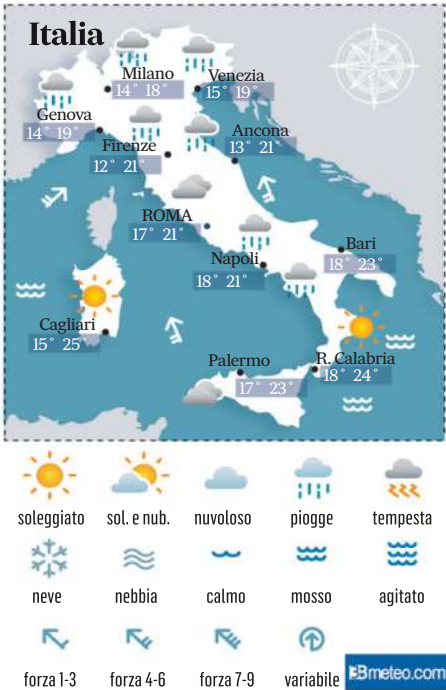 Italia
Milano
14° 18°
Venezia
15° 19°
Genova
14° 19°
Firenze
12° 21°
Ancona
13° 21°
ROMA
17° 21°
Napoli
18° 21°
Bari
18° 23°
Cagliari
15° 25°
Palermo
17° 23°
R. Calabria
18° 24°
soleggiato sol. e nub. nuvoloso piogge tempesta
neve nebbia calmo mosso agitato
forza 1-3 forza 4-6 forza 7-9 variabile
3Bmeteo.com